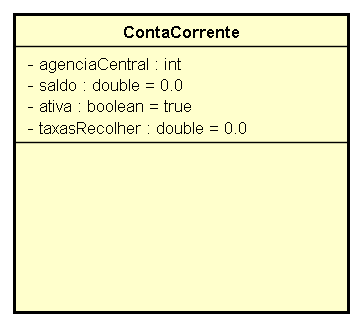 ContaCorrente
- agenciaCentral : int
- saldo : double = 0.0
- ativa : boolean = true
- taxasRecolher : double = 0.0